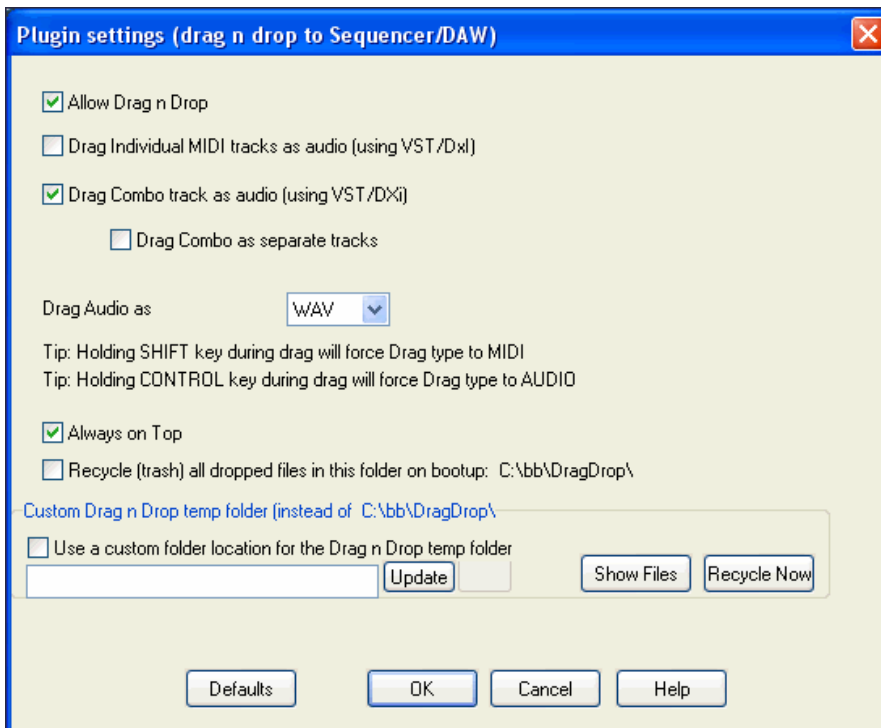 Plugin settings (drag n drop to Sequencer/DAW)
Allow Drag n Drop
Drag Individual MIDI tracks as audio (using VST/DxI)
Drag Combo track as audio (using VST/DXi)
Drag Combo as separate tracks
Drag Audio as WAV
Tip: Holding SHIFT key during drag will force Drag type to MIDI
Tip: Holding CONTROL key during drag will force Drag type to AUDIO
Always on Top
Recycle (trash) all dropped files in this folder on bootup: C:\bb\DragDrop\
Custom Drag n Drop temp folder (instead of C:\bb\DragDrop\
Use a custom folder location for the Drag n Drop temp folder
Update Show Files Recycle Now
Defaults OK Cancel Help